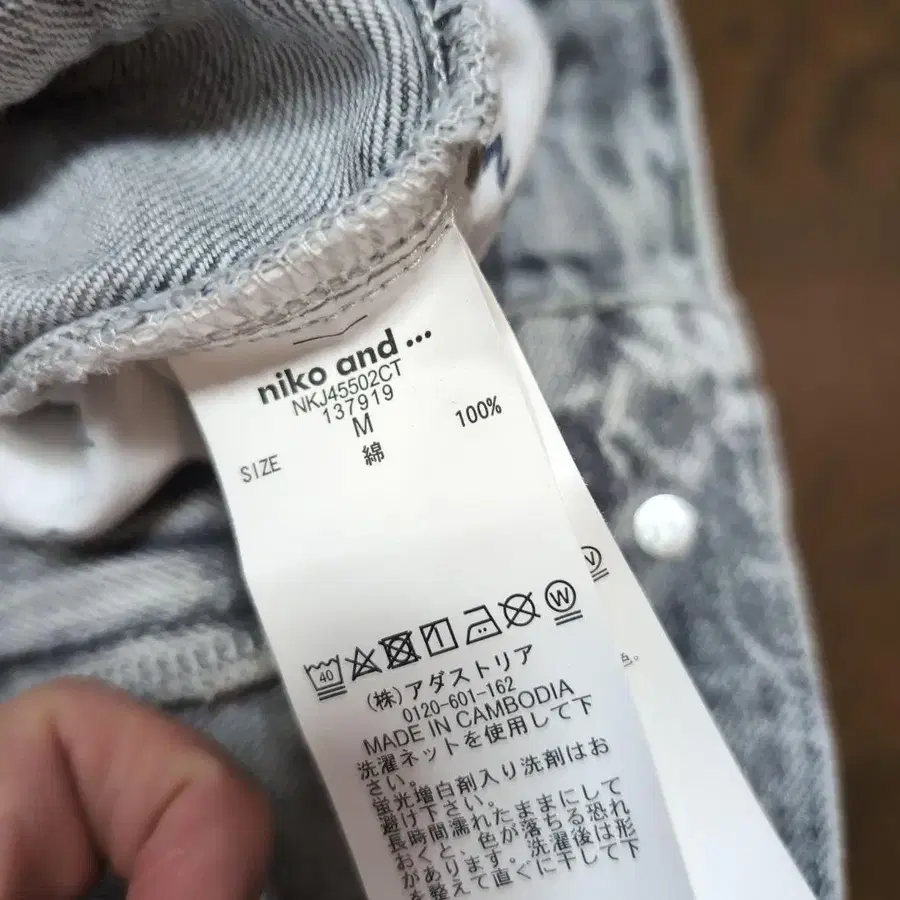 niko and ...
NKJ45502CT
137919
SIZE M
綿 100%
40
W
W
(株)アダストリア
0120-601-162
MADE IN CAMBODIA
洗濯ネットを使用して下
さい。
蛍光増白剤入り洗剤はお
避け下さい。
長時間濡れたままにして
おくと、色が落ちる恐れ
があります。洗濯後は形
を整えて直ぐに干して下